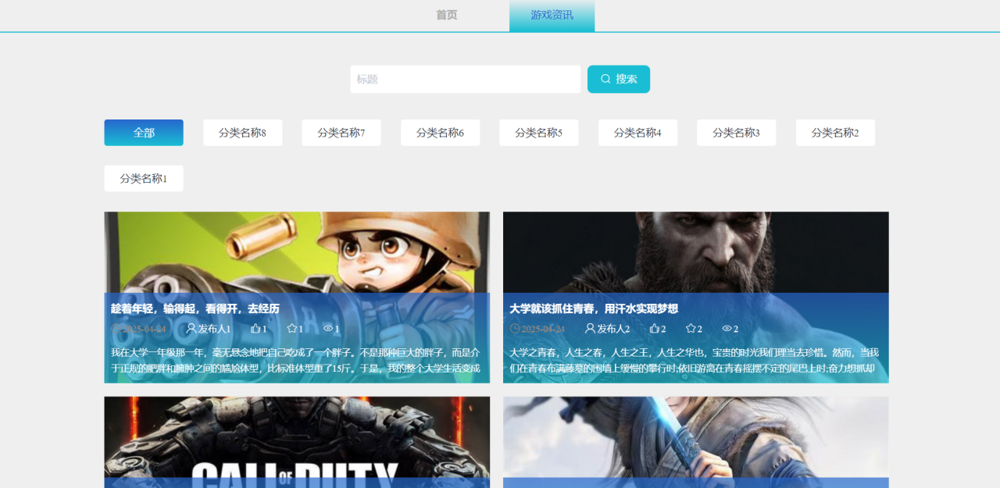 首页
游戏资讯
标题
搜索
全部
分类名称8
分类名称7
分类名称6
分类名称5
分类名称4
分类名称3
分类名称2
分类名称1
趁着年轻，输得起，看得开，去经历
2025-04-24 发布人1 1 1 1
我在大学一年级那一年，毫无悬念地把自己吃成了一个胖子。不是那种巨大的胖子，而是介
于正规的肥胖和臃肿之间的尴尬体型，比标准体型重了15斤。于是，我的整个大学生活变成
大学就该抓住青春，用汗水实现梦想
2025-04-24 发布人2 2 2 2
大学之青春，人生之春，人生之王，人生之华也，宝贵的时光我们理当去珍惜。然而，当我
们在青春布满藤蔓的围墙上缓慢的攀行时;依旧游离在青春摇摆不定的尾巴上时;奋力想抓却
CALL OF DUTY